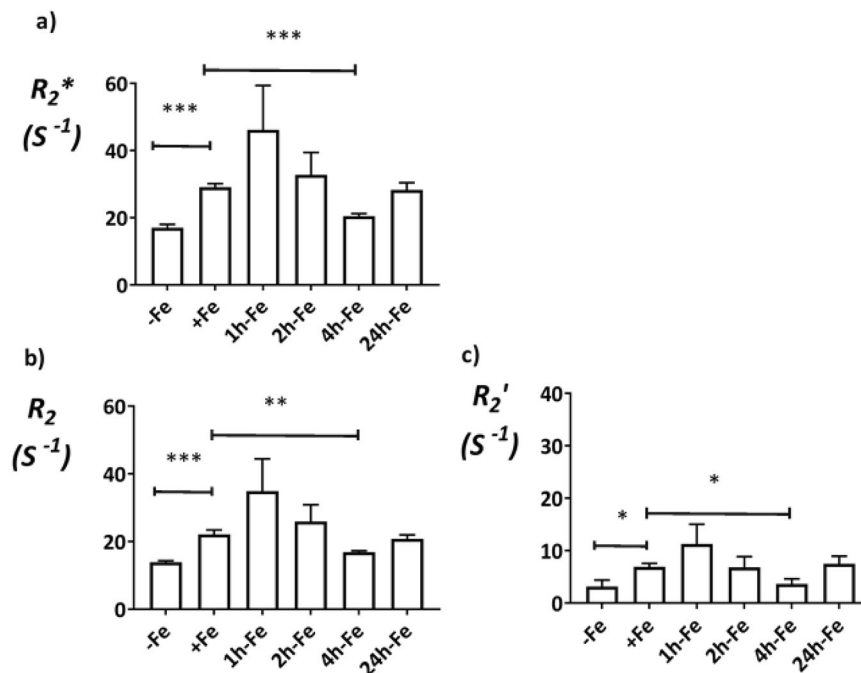 a)
***
R₂*
(S⁻¹)
***
60
40
20
0
-Fe
+Fe
1h-Fe
2h-Fe
4h-Fe
24h-Fe
b)
R₂
(S⁻¹)
**
***
60
40
20
0
-Fe
+Fe
1h-Fe
2h-Fe
4h-Fe
24h-Fe
c)
R₂'
(S⁻¹)
*
*
40
30
20
10
0
-Fe
+Fe
1h-Fe
2h-Fe
4h-Fe
24h-Fe